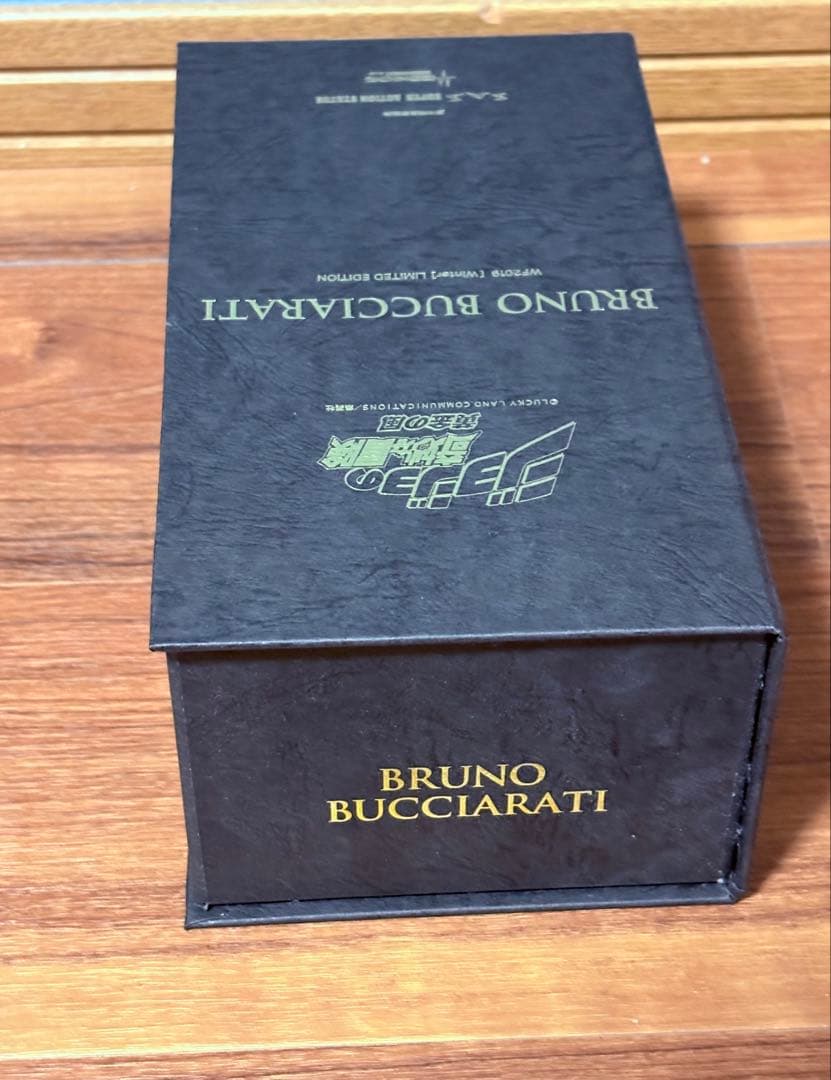 ジョジョの
奇妙な冒険
黄金の風
©LUCKY LAND COMMUNICATIONS/集英社
BRUNO BUCCIARATI
WF2019 [Winter] LIMITED EDITION
S.A.S SUPER ACTION STATUE
BRUNO
BUCCIARATI